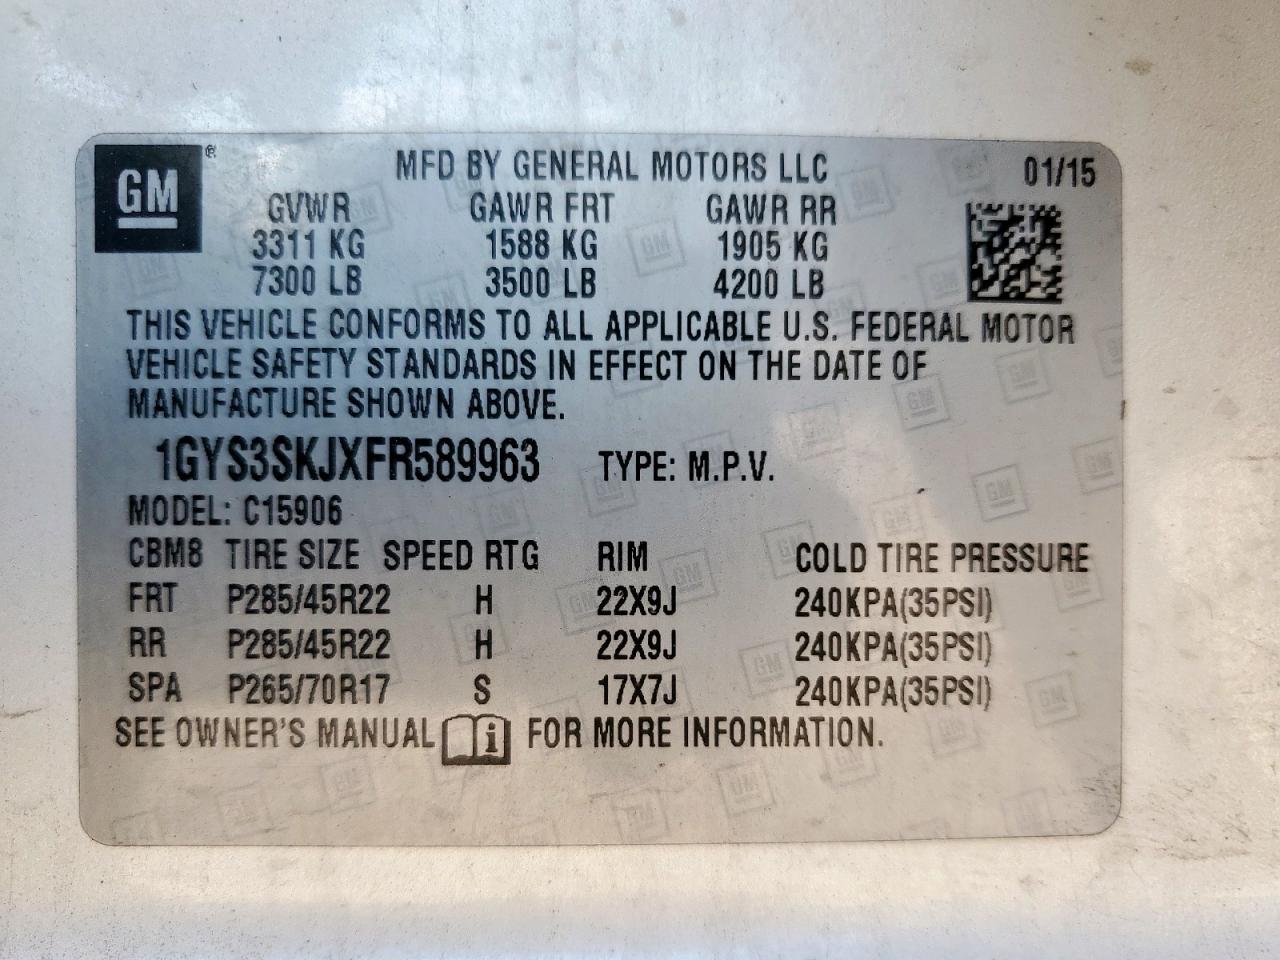 GM ®
MFD BY GENERAL MOTORS LLC 01/15
GVWR GAWR FRT GAWR RR
3311 KG 1588 KG 1905 KG
7300 LB 3500 LB 4200 LB
THIS VEHICLE CONFORMS TO ALL APPLICABLE U.S. FEDERAL MOTOR
VEHICLE SAFETY STANDARDS IN EFFECT ON THE DATE OF
MANUFACTURE SHOWN ABOVE.
1GYS3SKJXFR589963 TYPE: M.P.V.
MODEL: C15906
CBM8 TIRE SIZE SPEED RTG RIM COLD TIRE PRESSURE
FRT P285/45R22 H 22X9J 240KPA(35PSI)
RR P285/45R22 H 22X9J 240KPA(35PSI)
SPA P265/70R17 S 17X7J 240KPA(35PSI)
SEE OWNER'S MANUAL i FOR MORE INFORMATION.